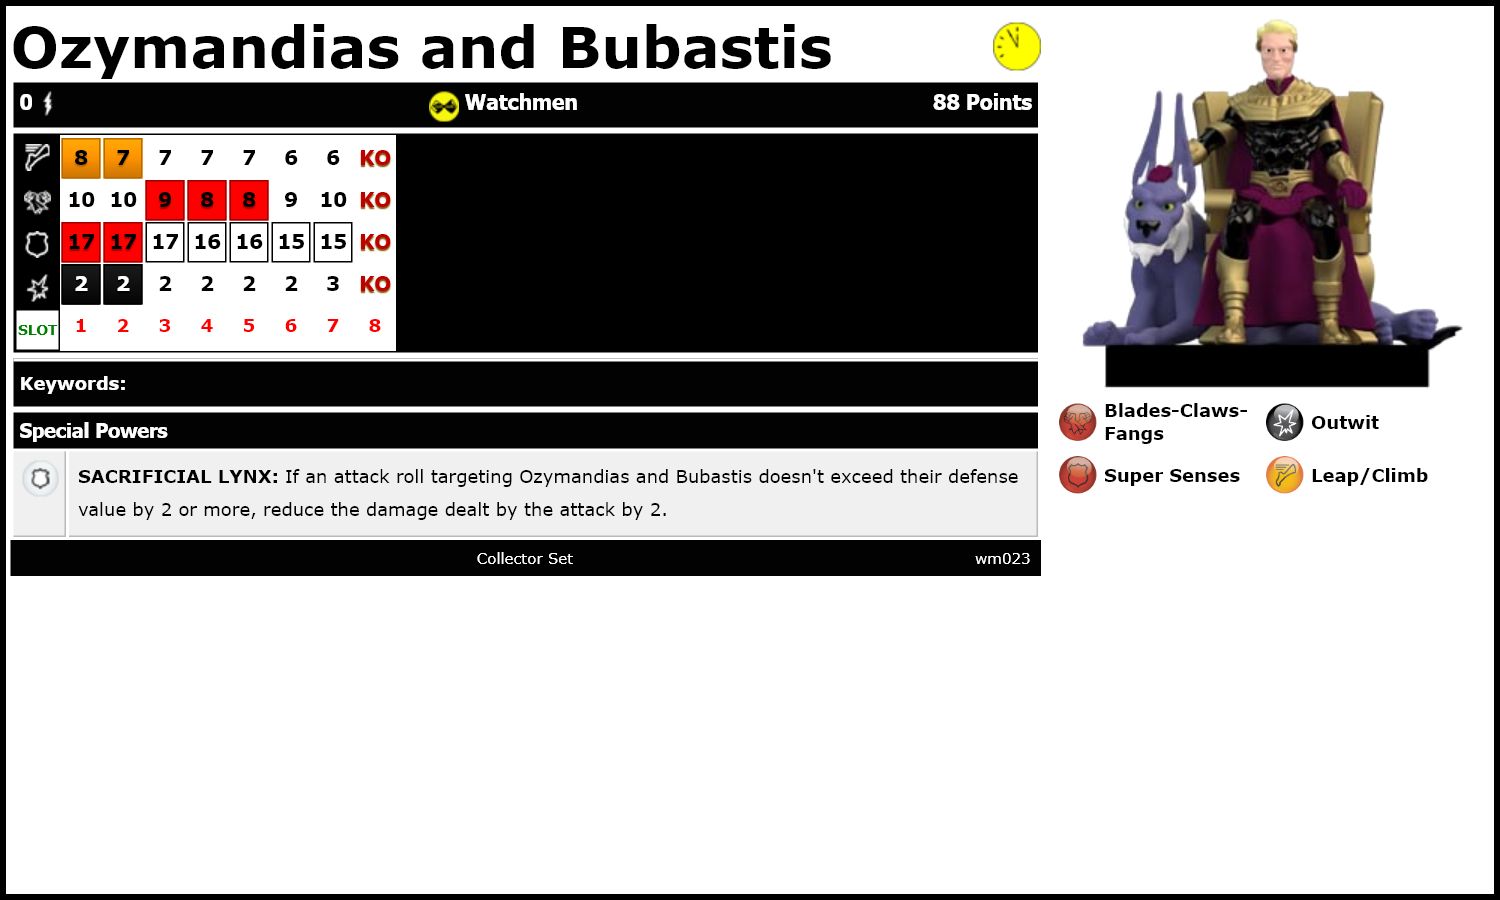 Ozymandias and Bubastis
0 Watchmen 88 Points
8 7 7 7 7 6 6 KO
10 10 9 8 8 9 10 KO
17 17 17 16 16 15 15 KO
2 2 2 2 2 2 3 KO
SLOT 1 2 3 4 5 6 7 8
Keywords:
Special Powers
SACRIFICIAL LYNX: If an attack roll targeting Ozymandias and Bubastis doesn't exceed their defense
value by 2 or more, reduce the damage dealt by the attack by 2.
Collector Set wm023
Blades-Claws-
Fangs
Outwit
Super Senses
Leap/Climb